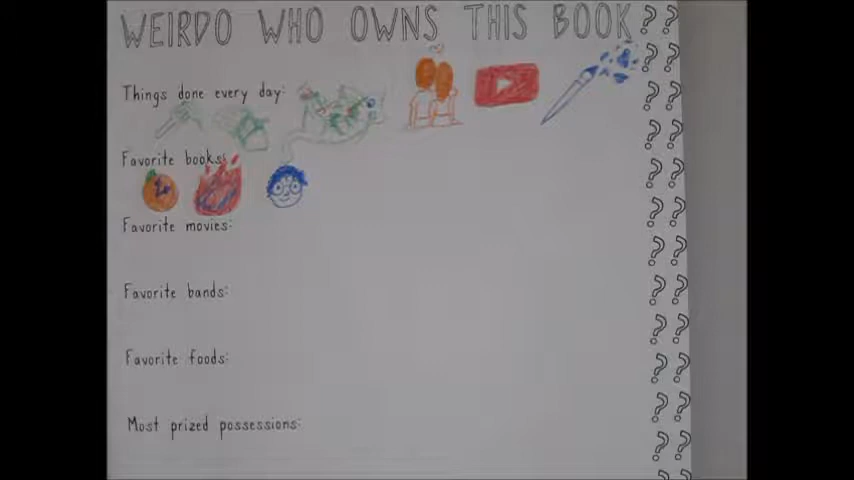 WEIRDO WHO OWNS THIS BOOK ? ?
Things done every day:
Favorite books:
Favorite movies:
Favorite bands:
Favorite foods:
Most prized possessions: